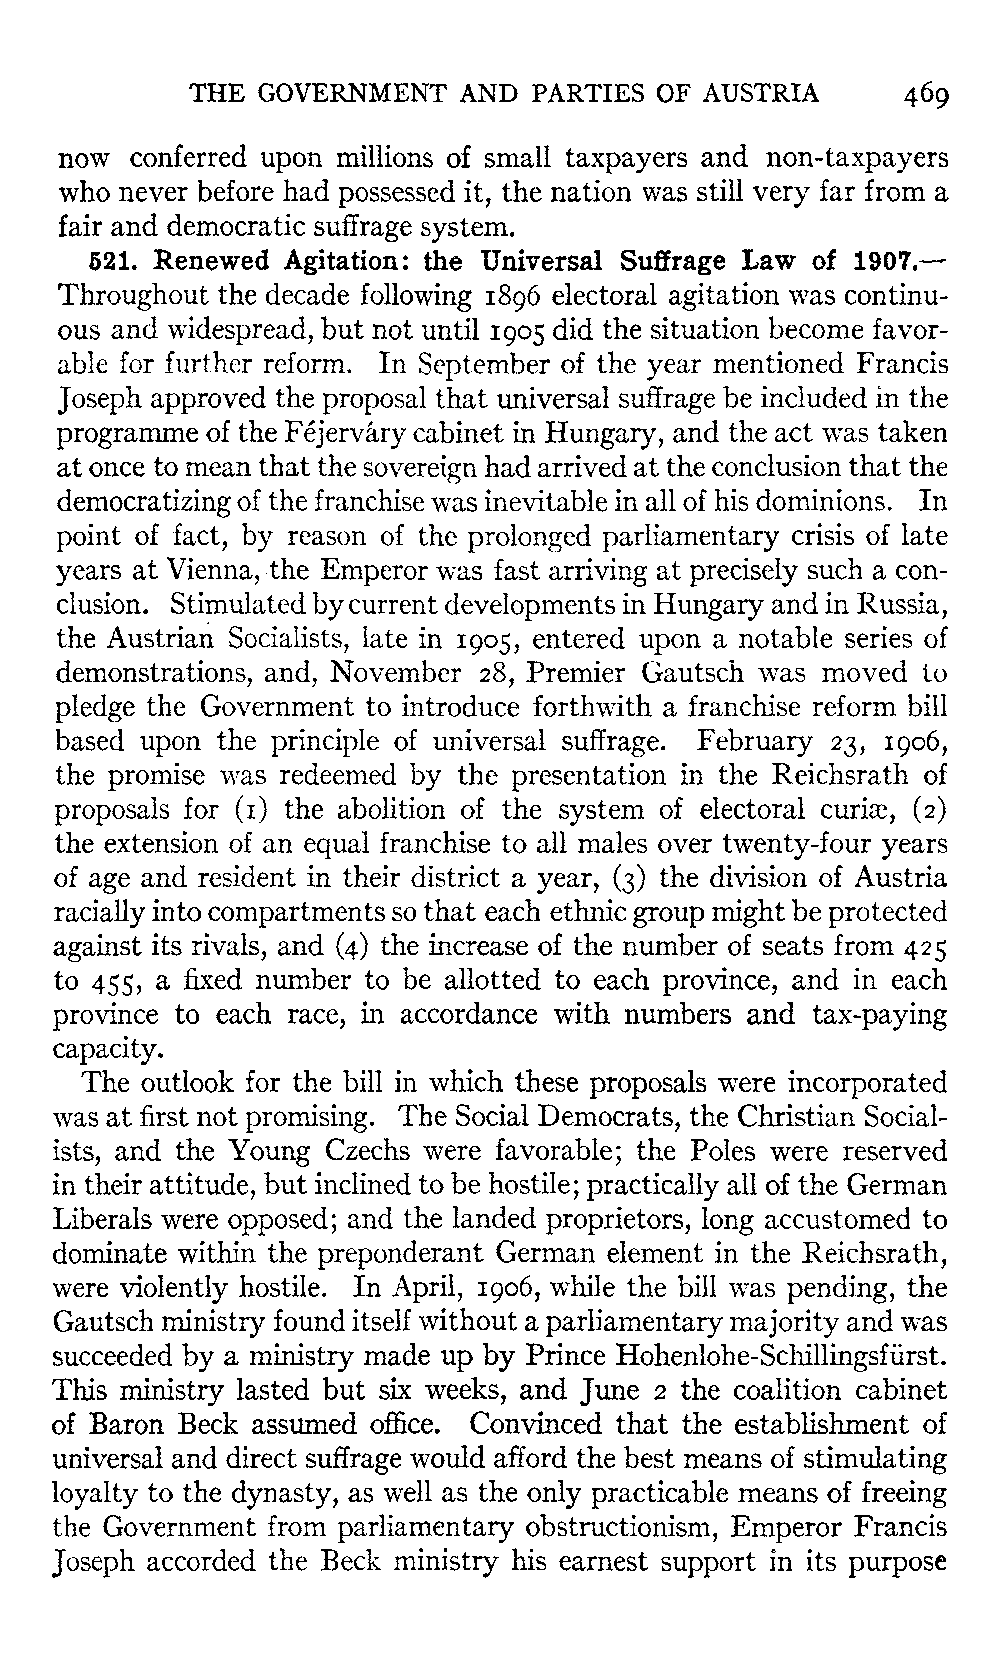 THE GOVERNMENT AND PARTIES OF AUSTRIA 469
now conferred upon millions of small taxpayers and non-taxpayers
who never before had possessed it, the nation was still very far from a
fair and democratic suffrage system.
521. Renewed Agitation: the Universal Suffrage Law of 1907.—
Throughout the decade following 1896 electoral agitation was continu-
ous and widespread, but not until 1905 did the situation become favor-
able for further reform. In September of the year mentioned Francis
Joseph approved the proposal that universal suffrage be included in the
programme of the Féjerváry cabinet in Hungary, and the act was taken
at once to mean that the sovereign had arrived at the conclusion that the
democratizing of the franchise was inevitable in all of his dominions. In
point of fact, by reason of the prolonged parliamentary crisis of late
years at Vienna, the Emperor was fast arriving at precisely such a con-
clusion. Stimulated by current developments in Hungary and in Russia,
the Austrian Socialists, late in 1905, entered upon a notable series of
demonstrations, and, November 28, Premier Gautsch was moved to
pledge the Government to introduce forthwith a franchise reform bill
based upon the principle of universal suffrage. February 23, 1906,
the promise was redeemed by the presentation in the Reichsrath of
proposals for (1) the abolition of the system of electoral curiæ, (2)
the extension of an equal franchise to all males over twenty-four years
of age and resident in their district a year, (3) the division of Austria
racially into compartments so that each ethnic group might be protected
against its rivals, and (4) the increase of the number of seats from 425
to 455, a fixed number to be allotted to each province, and in each
province to each race, in accordance with numbers and tax-paying
capacity.
The outlook for the bill in which these proposals were incorporated
was at first not promising. The Social Democrats, the Christian Social-
ists, and the Young Czechs were favorable; the Poles were reserved
in their attitude, but inclined to be hostile; practically all of the German
Liberals were opposed; and the landed proprietors, long accustomed to
dominate within the preponderant German element in the Reichsrath,
were violently hostile. In April, 1906, while the bill was pending, the
Gautsch ministry found itself without a parliamentary majority and was
succeeded by a ministry made up by Prince Hohenlohe-Schillingsfürst.
This ministry lasted but six weeks, and June 2 the coalition cabinet
of Baron Beck assumed office. Convinced that the establishment of
universal and direct suffrage would afford the best means of stimulating
loyalty to the dynasty, as well as the only practicable means of freeing
the Government from parliamentary obstructionism, Emperor Francis
Joseph accorded the Beck ministry his earnest support in its purpose